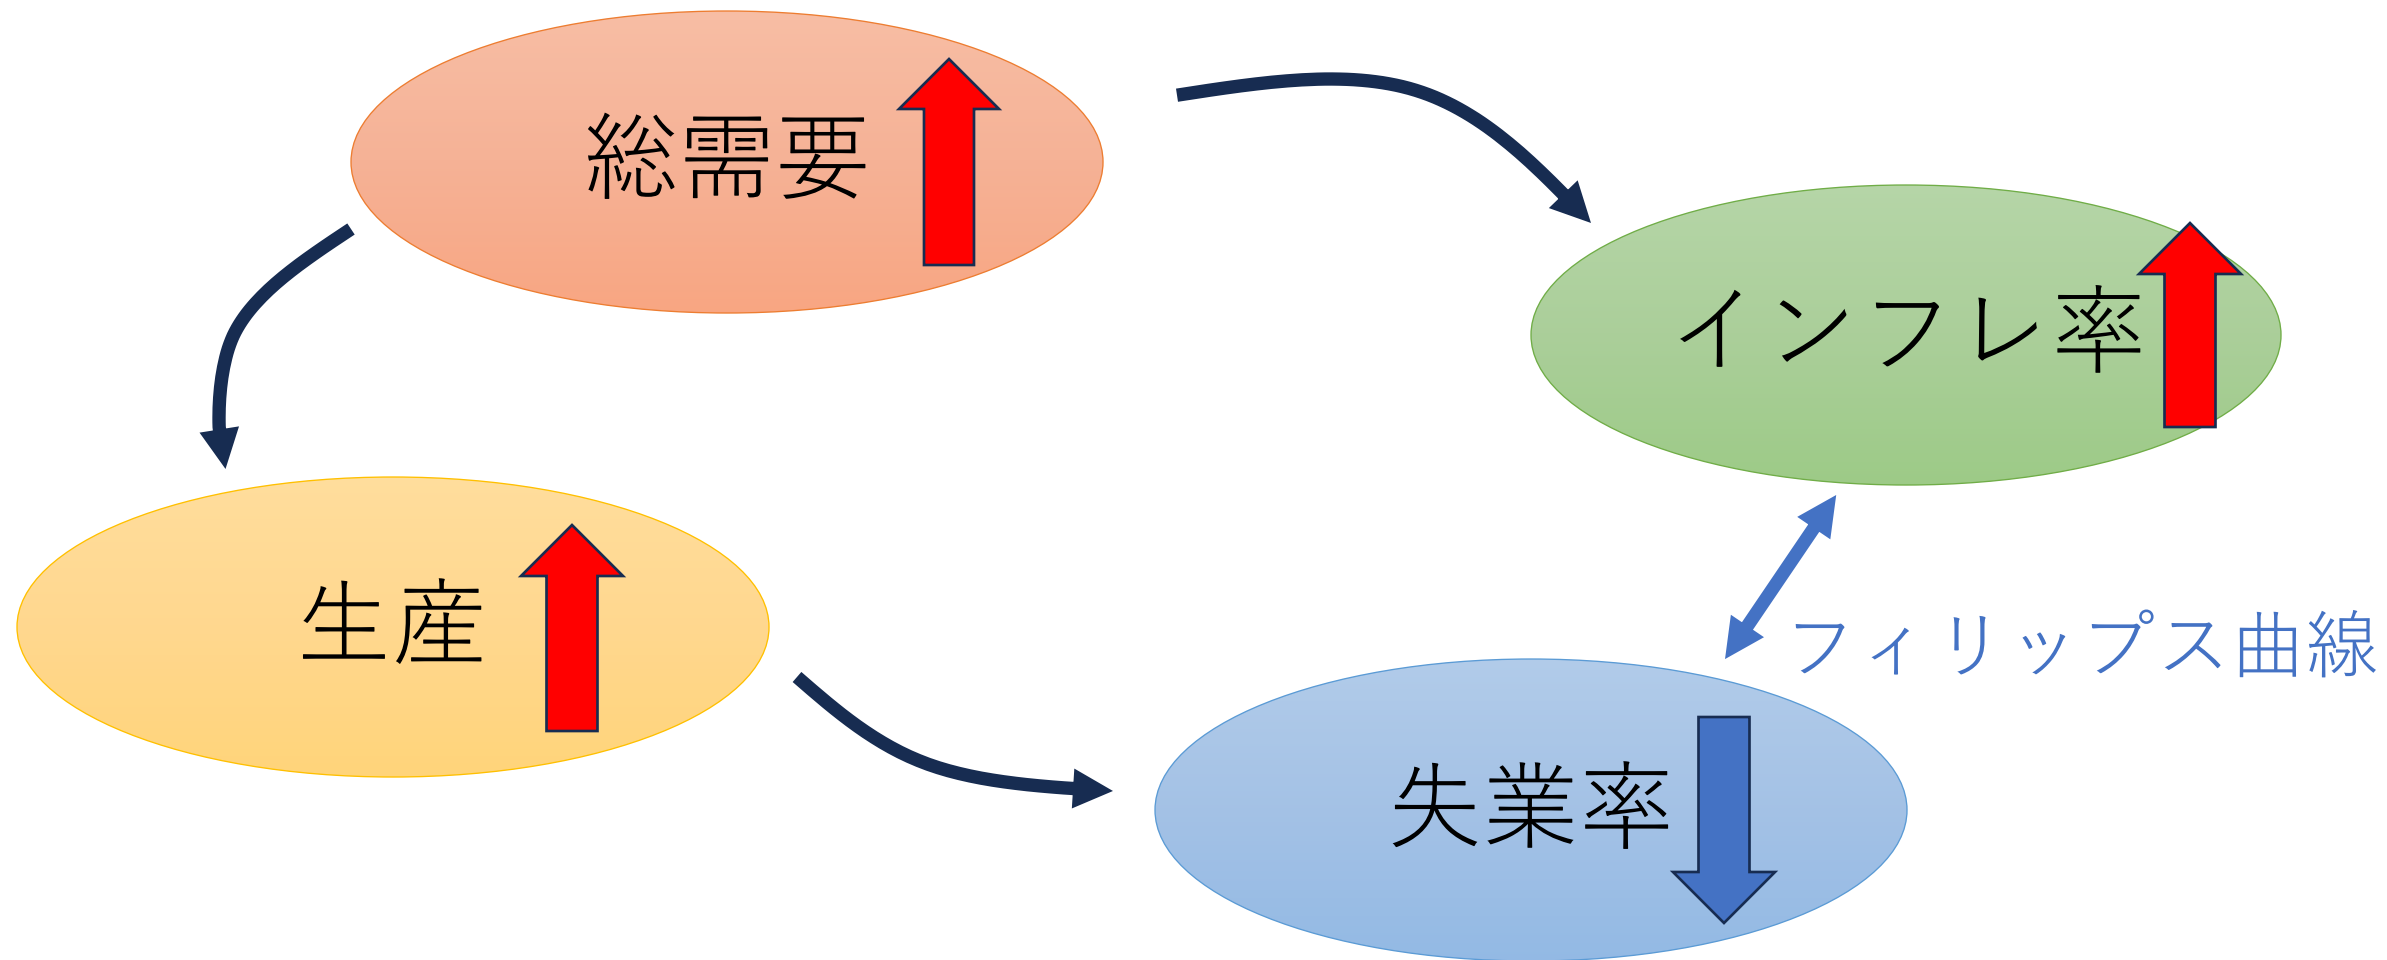 総需要
インフレ率
生産
フィリップス曲線
失業率